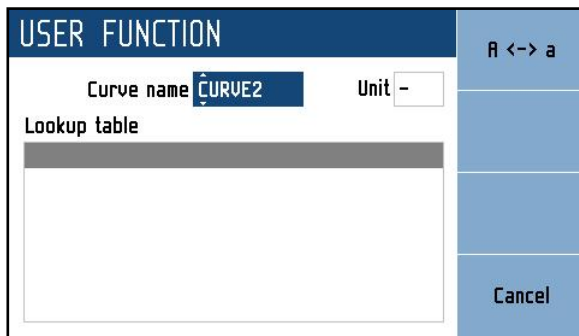 USER FUNCTION
A <-> a
Curve name CURVE2 Unit -
Lookup table
Cancel